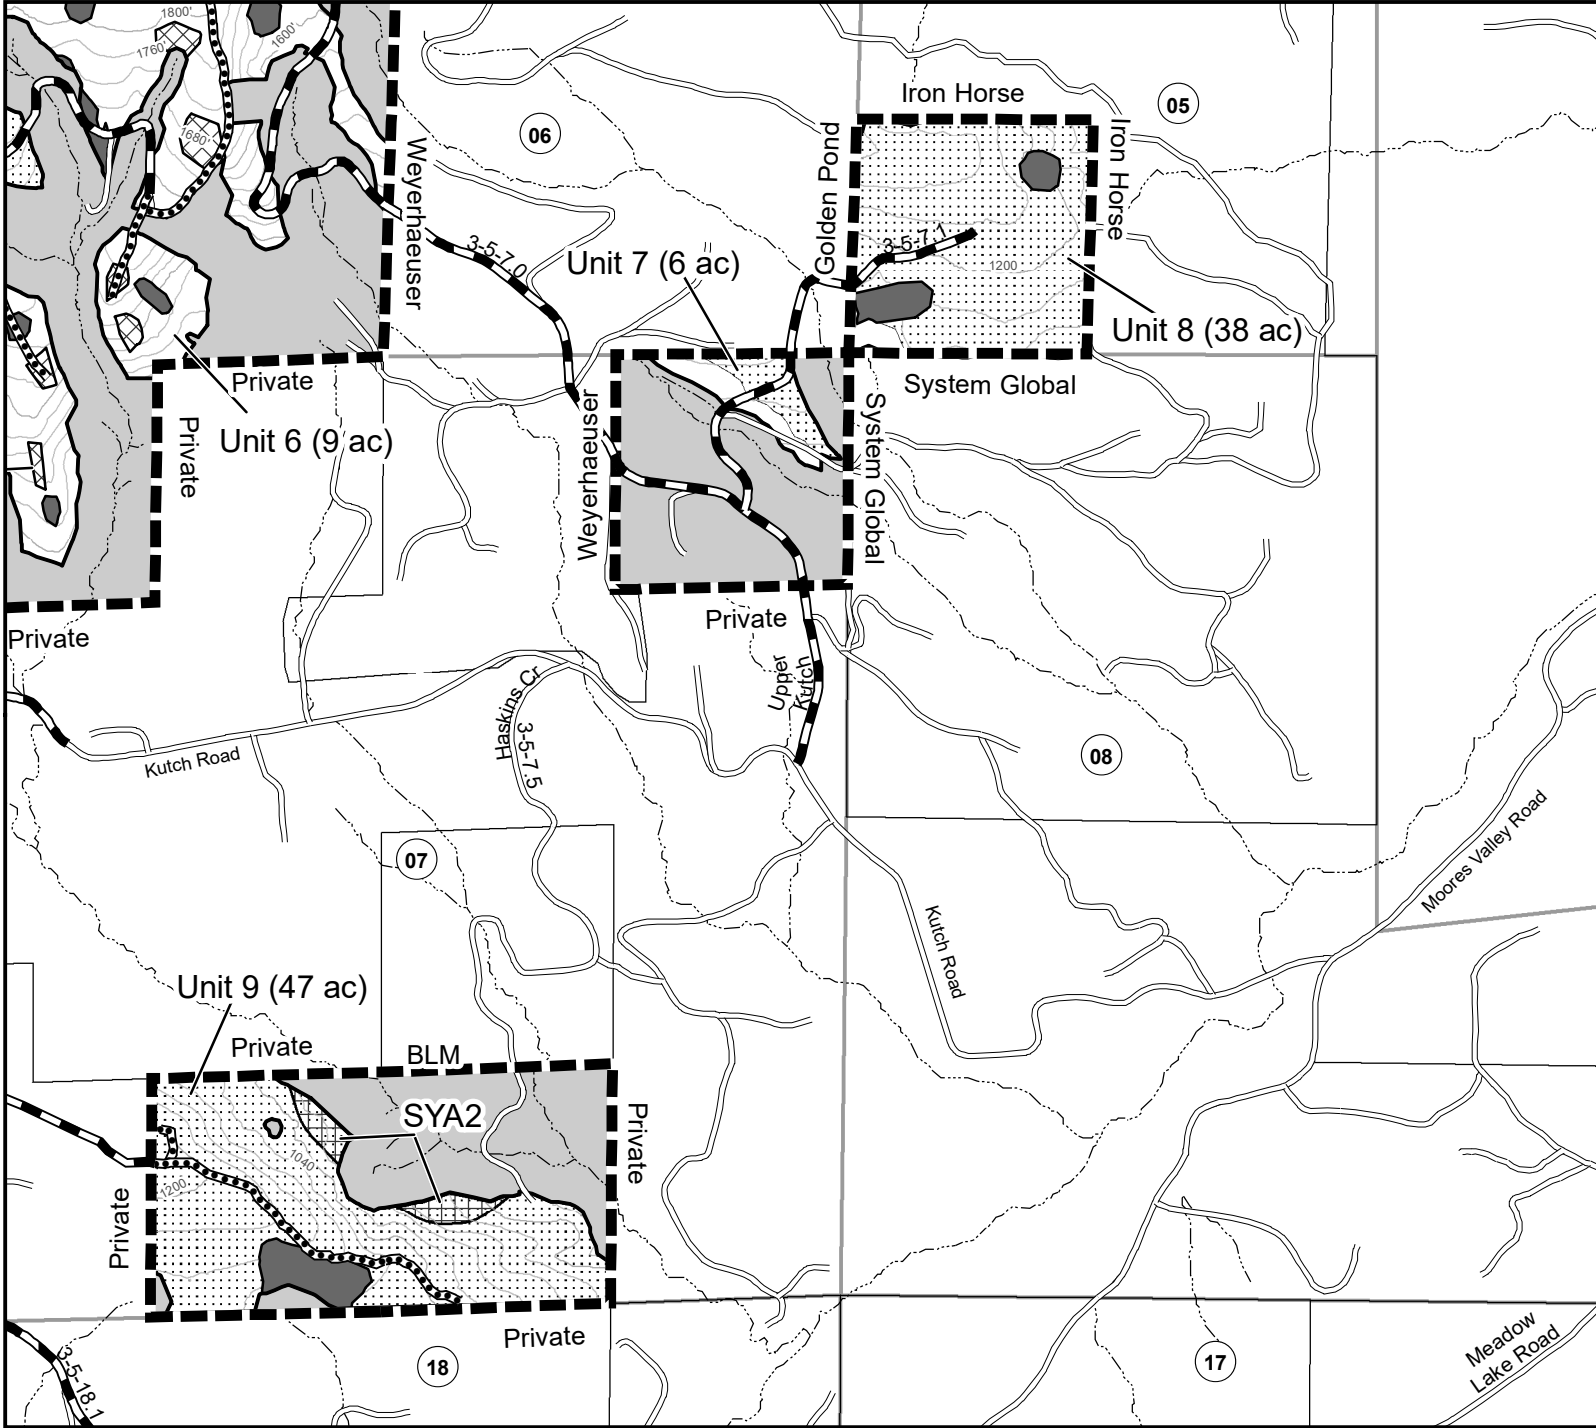 1800'
1760'
1600'
1680'
06
05
Iron Horse
Iron Horse
Golden Pond
Weyerhaeuser
3-5-7.0
3-5-7.1
1200
Unit 7 (6 ac)
Unit 8 (38 ac)
System Global
System Global
Private
Private
Unit 6 (9 ac)
Weyerhaeuser
Private
Private
Upper
Kutch
Haskins Cr
3-5-7.5
Kutch Road
08
Moores Valley Road
07
Kutch Road
Unit 9 (47 ac)
Private
BLM
SYA2
Private
1040
1200
Private
Private
3-5-18.1
18
17
Meadow
Lake Road